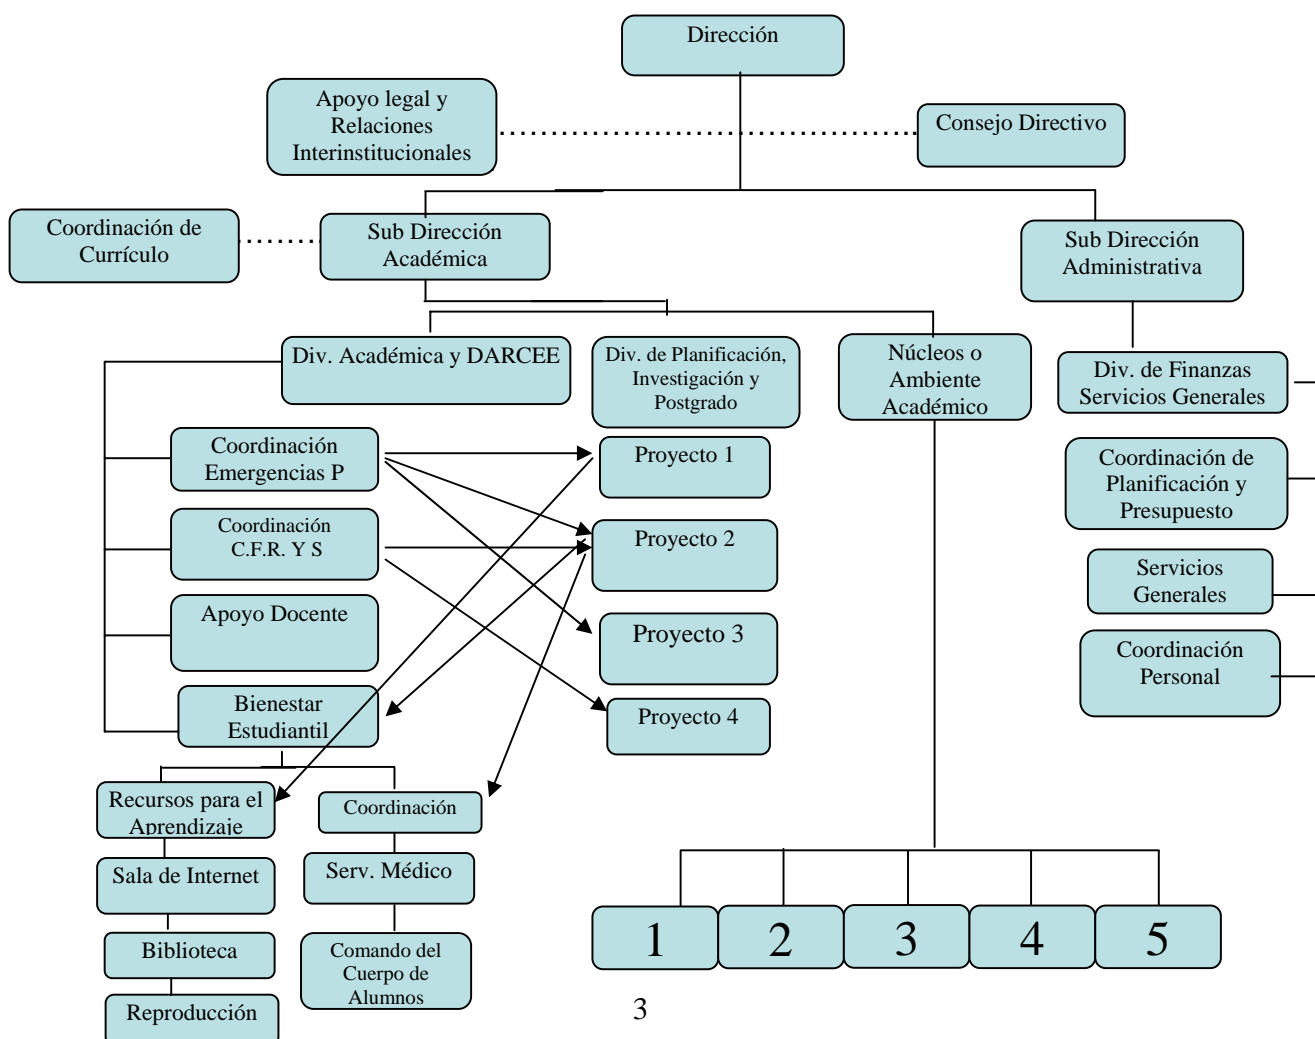 Dirección
Apoyo legal y
Relaciones
Interinstitucionales
Consejo Directivo
Coordinación de
Currículo
Sub Dirección
Académica
Sub Dirección
Administrativa
Div. Académica y DARCEE
Div. de Planificación,
Investigación y
Postgrado
Núcleos o
Ambiente
Académico
Div. de Finanzas
Servicios Generales
Coordinación
Emergencias P
Proyecto 1
Coordinación de
Planificación y
Presupuesto
Coordinación
C.F.R. Y S
Proyecto 2
Servicios
Generales
Apoyo Docente
Proyecto 3
Coordinación
Personal
Bienestar
Estudiantil
Proyecto 4
Recursos para el
Aprendizaje
Coordinación
Sala de Internet
Serv. Médico
Biblioteca
Comando del
Cuerpo de
Alumnos
Reproducción
1
2
3
4
5
3